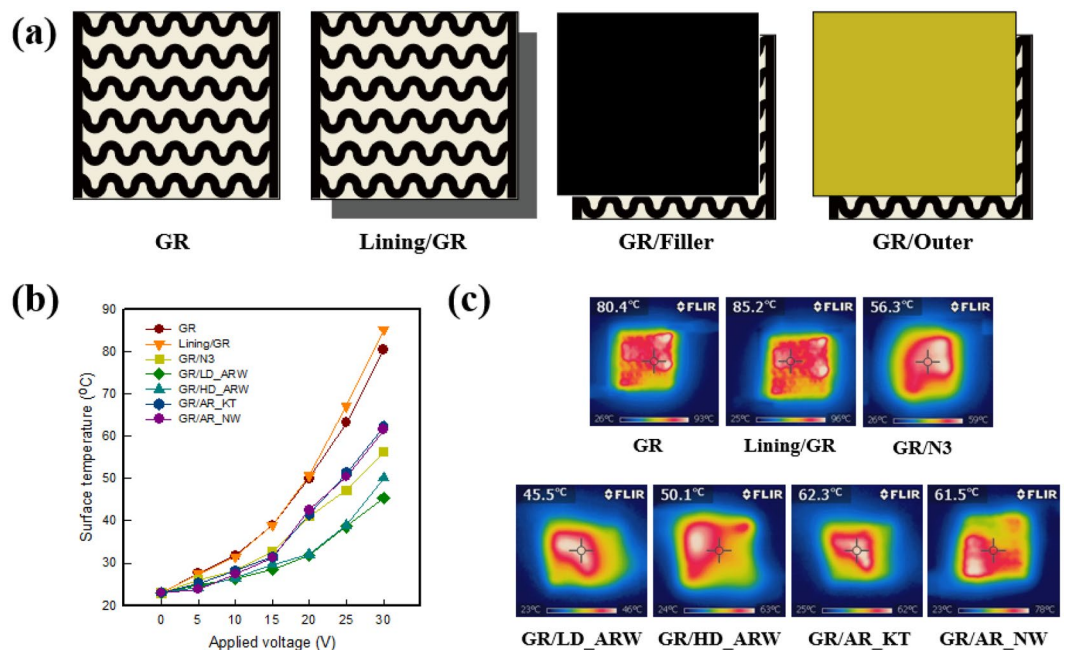 (a)
GR
Lining/GR
GR/Filler
GR/Outer
(b)
90
80
70
60
50
40
30
20
0
5
10
15
20
25
30
Surface temperature (°C)
Applied voltage (V)
GR
Lining/GR
GR/N3
GR/LD_ARW
GR/HD_ARW
GR/AR_KT
GR/AR_NW
(c)
80.4°C FLIR
26°C 93°C
GR
85.2°C FLIR
25°C 96°C
Lining/GR
56.3°C FLIR
26°C 59°C
GR/N3
45.5°C FLIR
23°C 46°C
GR/LD_ARW
50.1°C FLIR
24°C 63°C
GR/HD_ARW
62.3°C FLIR
25°C 62°C
GR/AR_KT
61.5°C FLIR
23°C 78°C
GR/AR_NW